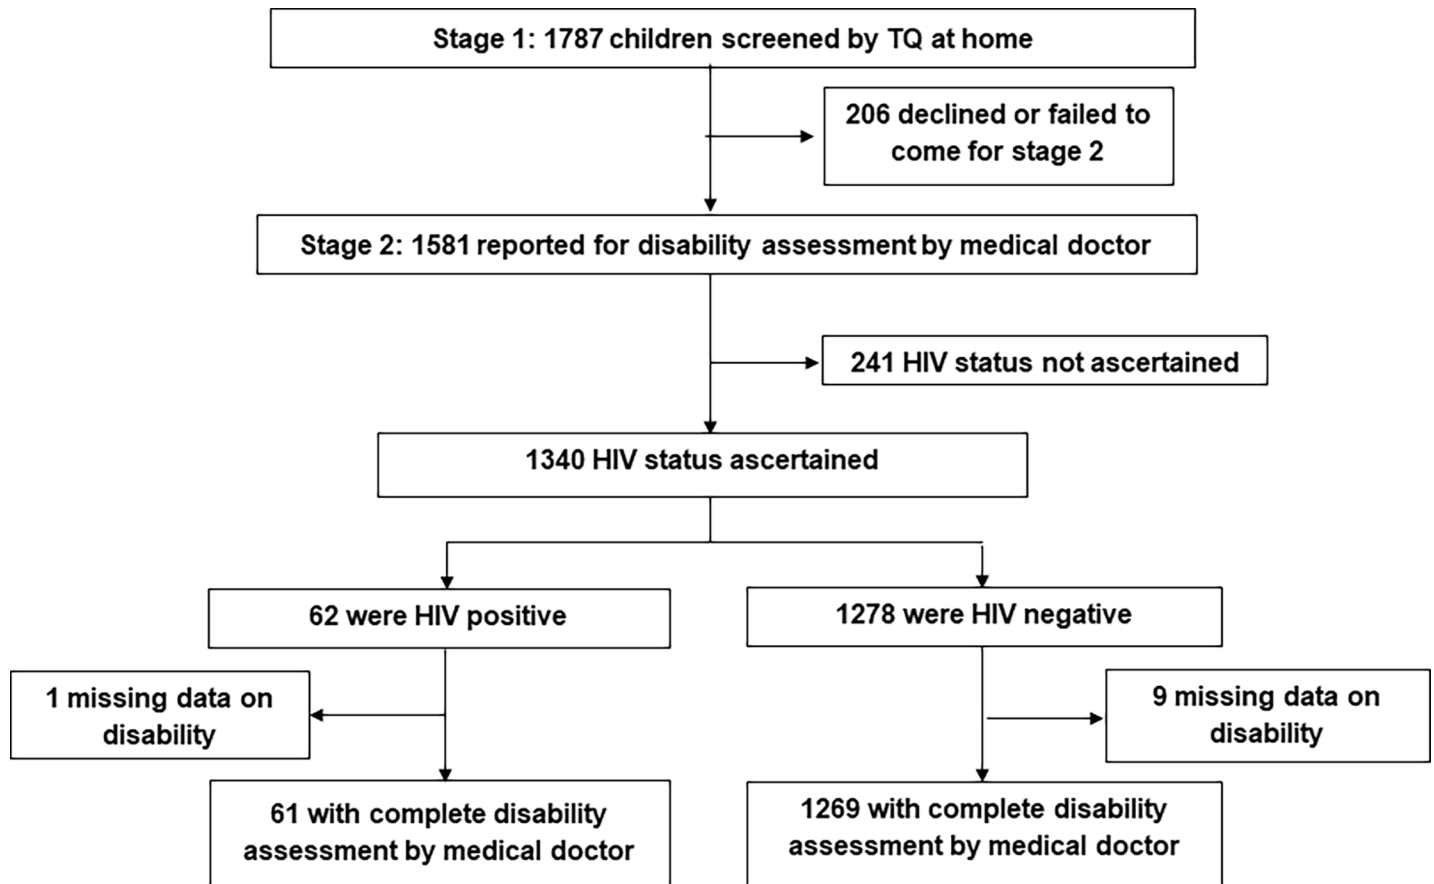 Stage 1: 1787 children screened by TQ at home
206 declined or failed to
come for stage 2
Stage 2: 1581 reported for disability assessment by medical doctor
241 HIV status not ascertained
1340 HIV status ascertained
62 were HIV positive
1278 were HIV negative
1 missing data on
disability
9 missing data on
disability
61 with complete disability
assessment by medical doctor
1269 with complete disability
assessment by medical doctor